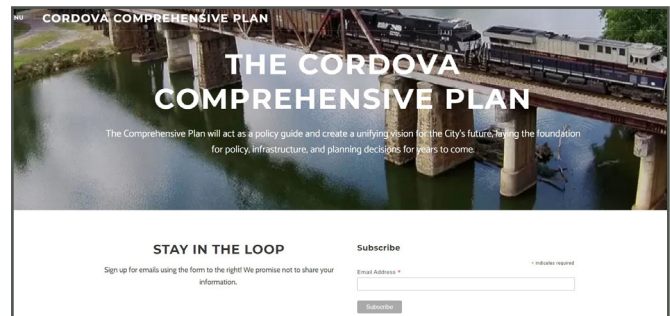 NU
CORDOVA COMPREHENSIVE PLAN
THE CORDOVA
COMPREHENSIVE PLAN
The Comprehensive Plan will act as a policy guide and create a unifying vision for the City's future, laying the foundation
for policy, infrastructure, and planning decisions for years to come.
STAY IN THE LOOP
Sign up for emails using the form to the right! We promise not to share your
information.
Subscribe
* indicates required
Email Address *
Subscribe